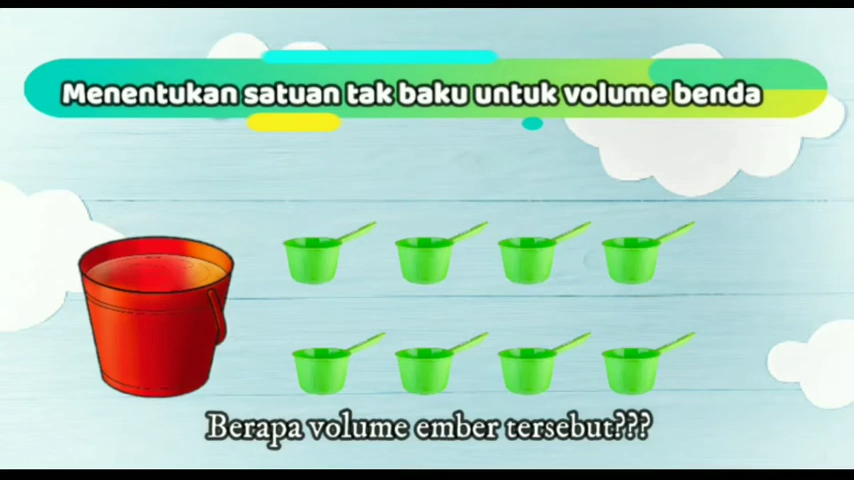 Menentukan satuan tak baku untuk volume benda
Berapa volume ember tersebut???